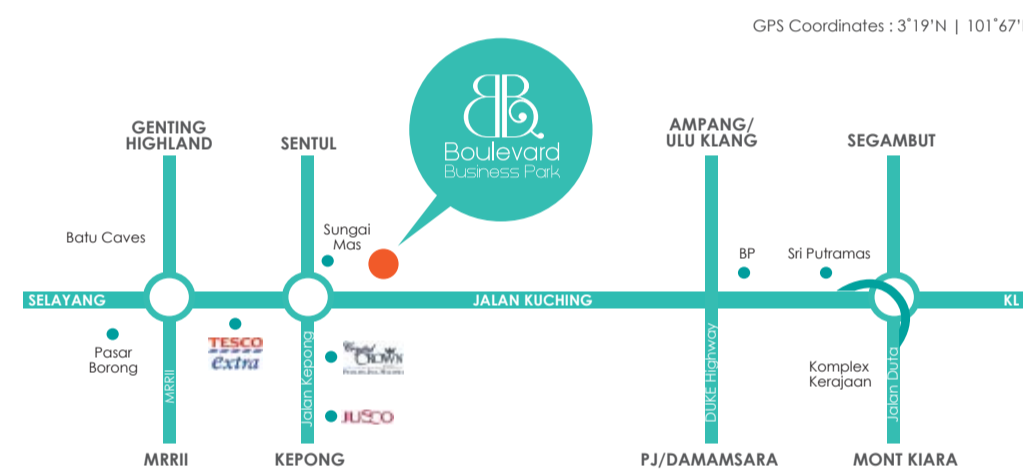 GPS Coordinates : 3˚19’N | 101˚67’
GENTING
HIGHLAND
SENTUL
BBQ
Boulevard
Business Park
AMPANG/
ULU KLANG
SEGAMBUT
Batu Caves
Sungai
Mas
BP
Sri Putramas
SELAYANG
JALAN KUCHING
KL
Pasar
Borong
TESCO
extra
Crystal
CROWN
JUSCO
Komplex
Kerajaan
MRRII
Jalan Kepong
DUKE Highway
Jalan Duta
MRRII
KEPONG
PJ/DAMAMSARA
MONT KIARA